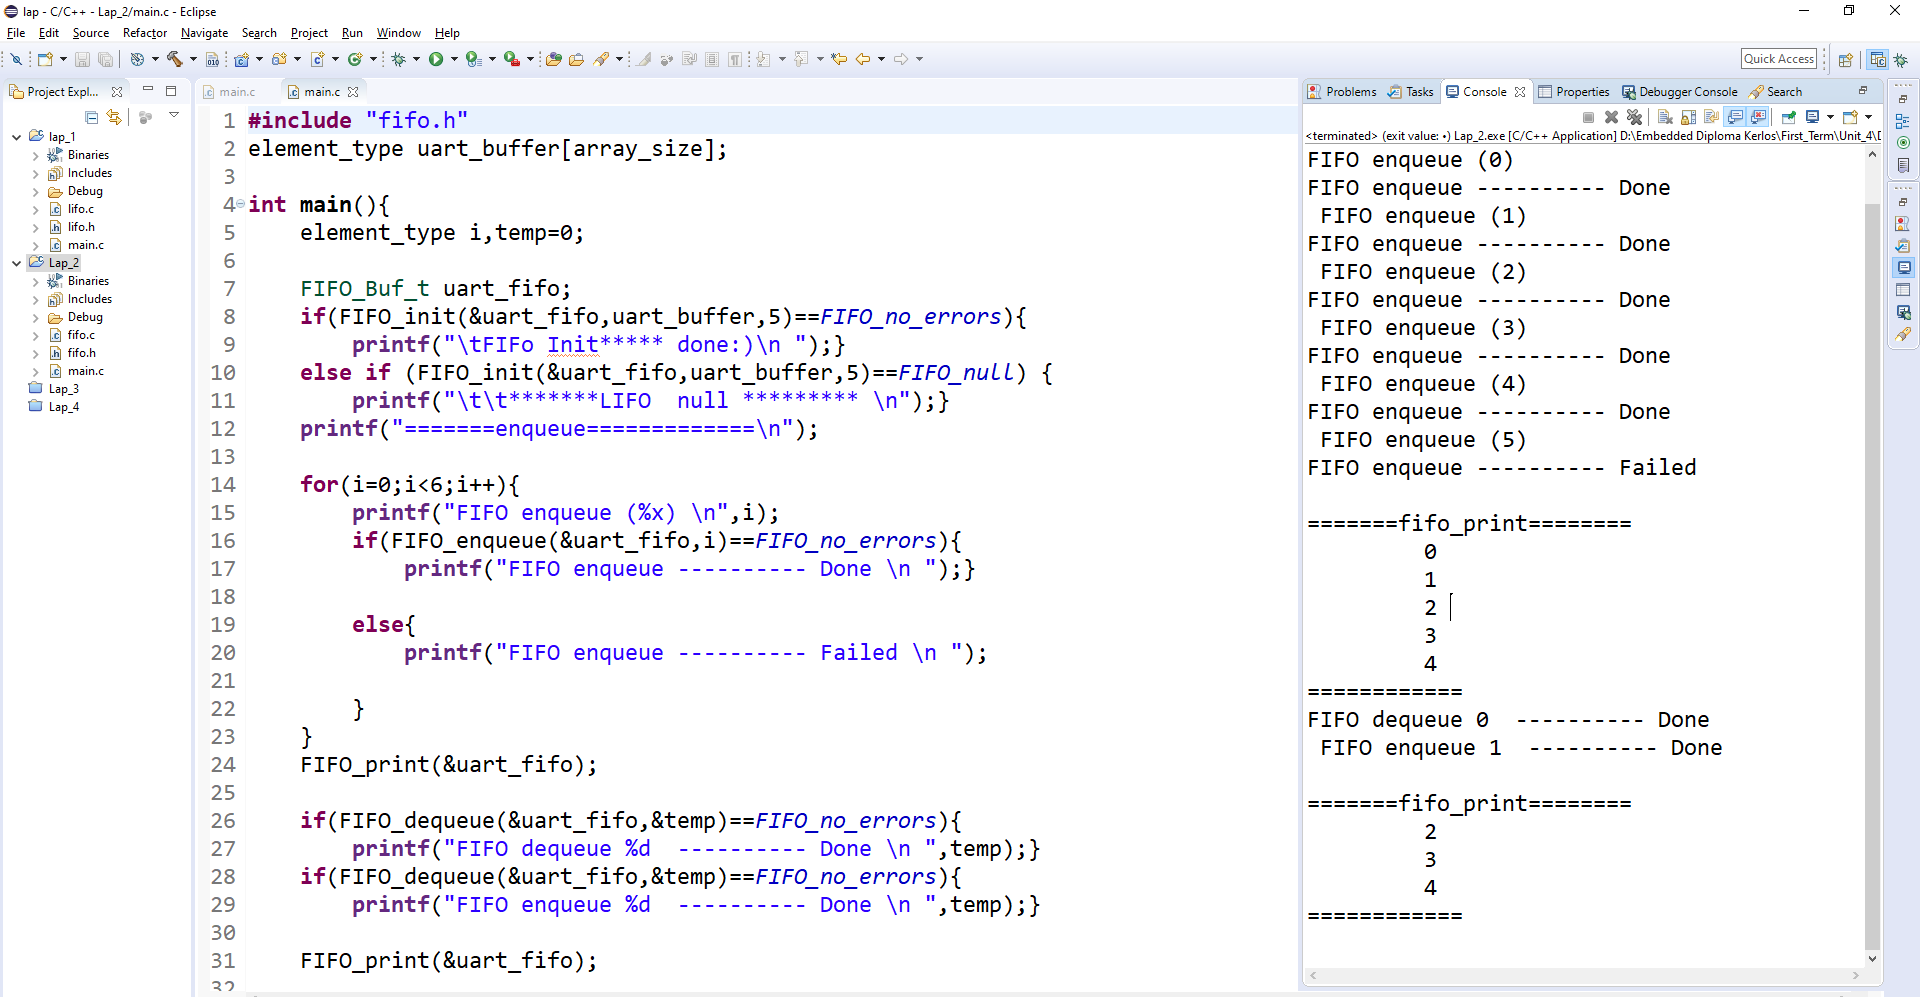 lap - C/C++ - Lap_2/main.c - Eclipse
File Edit Source Refactor Navigate Search Project Run Window Help
Quick Access
Project Expl...
lap_1
Binaries
Includes
Debug
lifo.c
lifo.h
main.c
Lap_2
Binaries
Includes
Debug
fifo.c
fifo.h
main.c
Lap_3
Lap_4
main.c
main.c
1 #include "fifo.h"
2 element_type uart_buffer[array_size];
3
4 int main(){
5 element_type i,temp=0;
6
7 FIFO_Buf_t uart_fifo;
8 if(FIFO_init(&uart_fifo,uart_buffer,5)==FIFO_no_errors){
9 printf("\tFIFo Init***** done:)\n ");}
10 else if (FIFO_init(&uart_fifo,uart_buffer,5)==FIFO_null) {
11 printf("\t\t*******LIFO  null ********* \n");}
12 printf("=======enqueue=============\n");
13
14 for(i=0;i<6;i++){
15 printf("FIFO enqueue (%x) \n",i);
16 if(FIFO_enqueue(&uart_fifo,i)==FIFO_no_errors){
17 printf("FIFO enqueue ---------- Done \n ");}
18
19 else{
20 printf("FIFO enqueue ---------- Failed \n ");
21
22 }
23 }
24 FIFO_print(&uart_fifo);
25
26 if(FIFO_dequeue(&uart_fifo,&temp)==FIFO_no_errors){
27 printf("FIFO dequeue %d  ---------- Done \n ",temp);}
28 if(FIFO_dequeue(&uart_fifo,&temp)==FIFO_no_errors){
29 printf("FIFO enqueue %d  ---------- Done \n ",temp);}
30
31 FIFO_print(&uart_fifo);
32
Problems Tasks Console Properties Debugger Console Search
<terminated> (exit value: •) Lap_2.exe [C/C++ Application] D:\Embedded Diploma Kerlos\First_Term\Unit_4\
FIFO enqueue (0)
FIFO enqueue ---------- Done
FIFO enqueue (1)
FIFO enqueue ---------- Done
FIFO enqueue (2)
FIFO enqueue ---------- Done
FIFO enqueue (3)
FIFO enqueue ---------- Done
FIFO enqueue (4)
FIFO enqueue ---------- Done
FIFO enqueue (5)
FIFO enqueue ---------- Failed
=======fifo_print========
0
1
2
3
4
============
FIFO dequeue 0  ---------- Done
FIFO enqueue 1  ---------- Done
=======fifo_print========
2
3
4
============